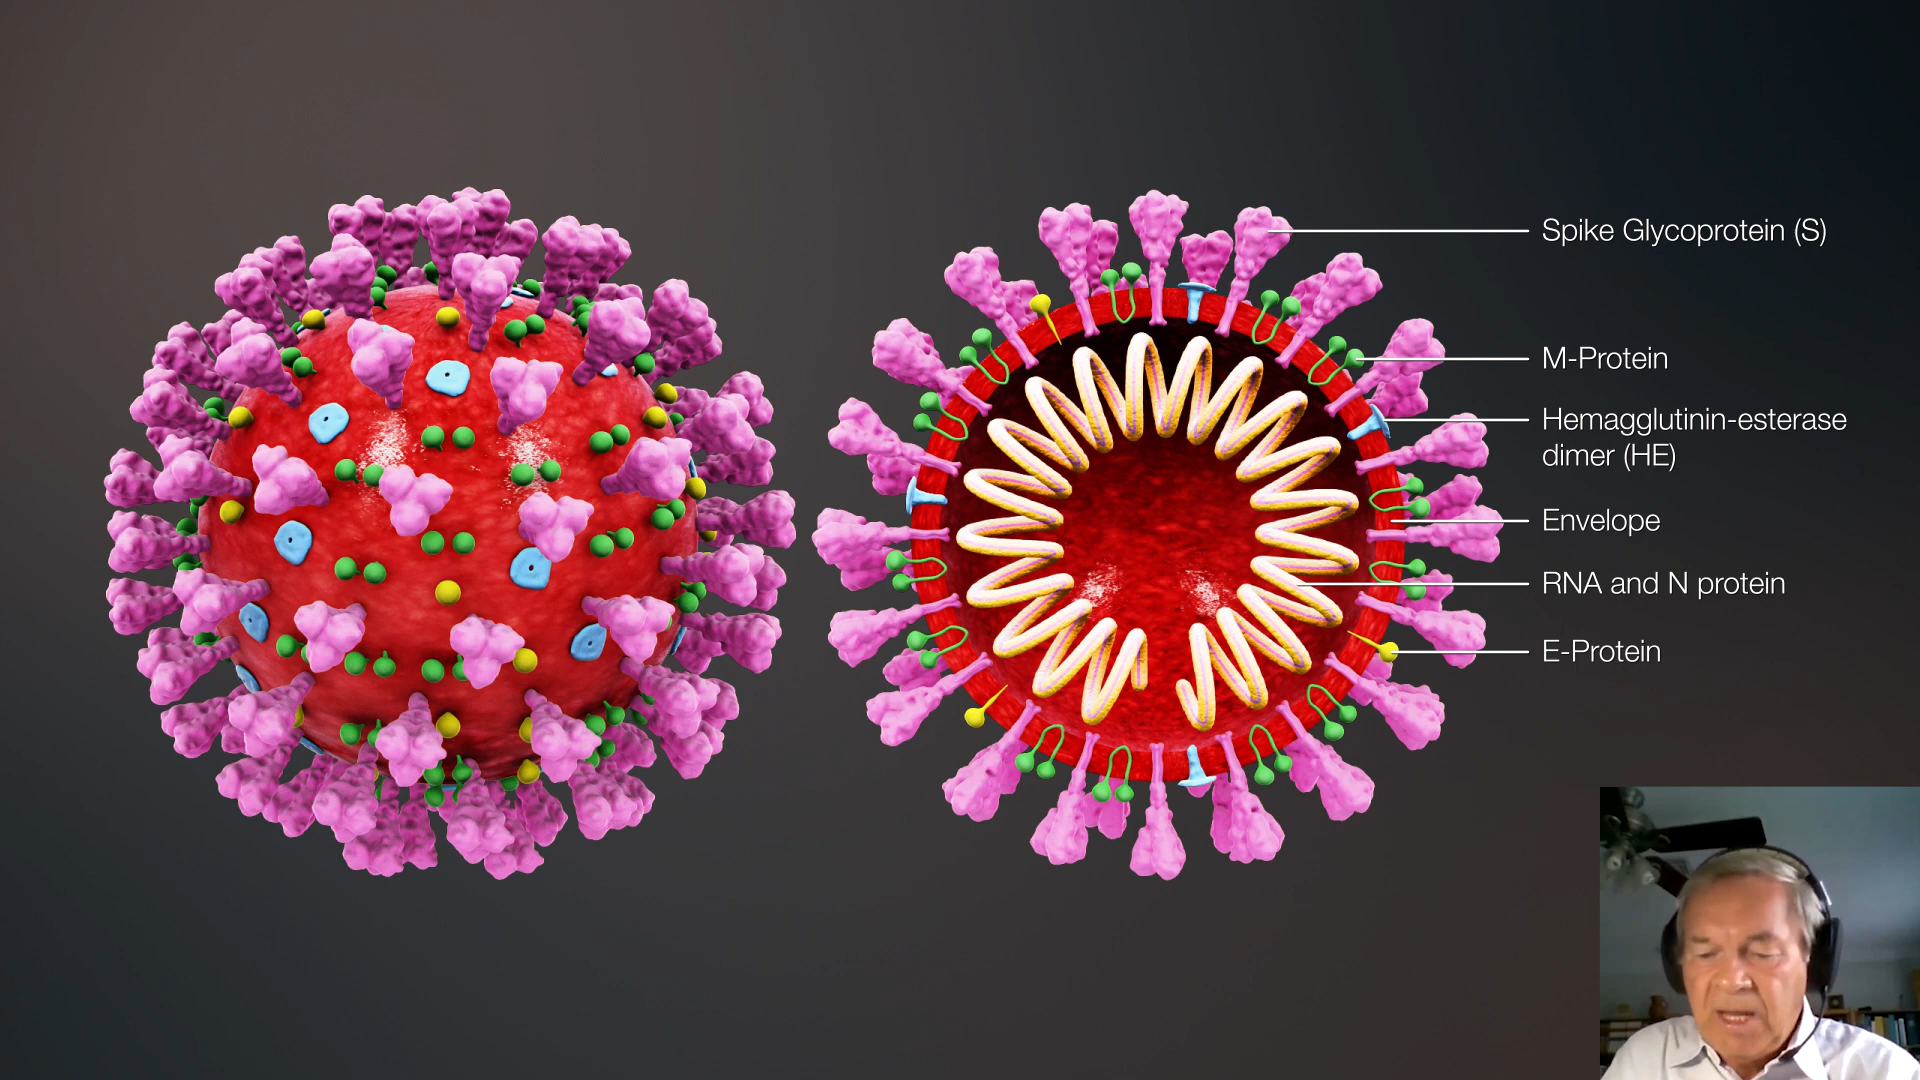 Spike Glycoprotein (S)
M-Protein
Hemagglutinin-esterase
dimer (HE)
Envelope
RNA and N protein
E-Protein